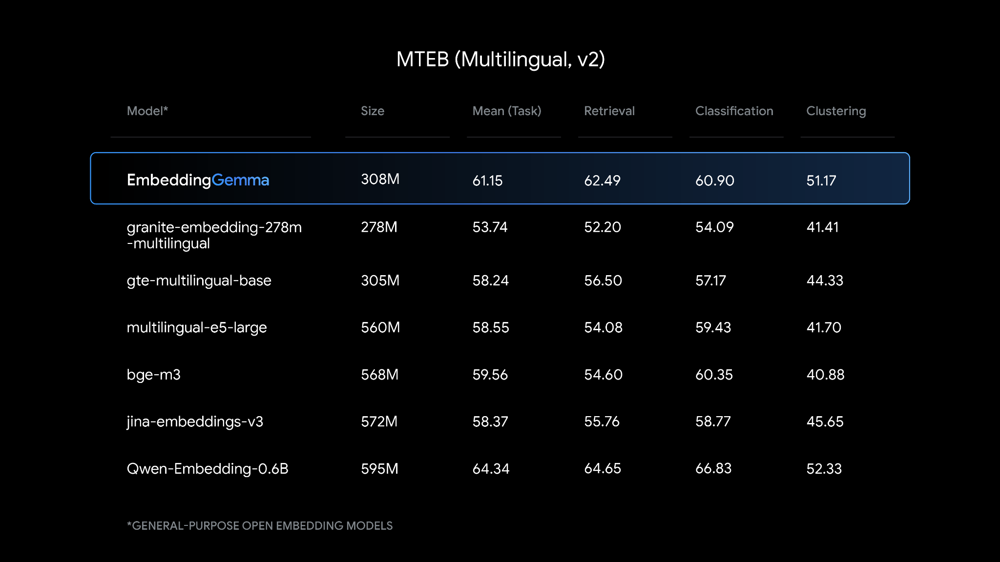 MTEB (Multilingual, v2)
Model* Size Mean (Task) Retrieval Classification Clustering
EmbeddingGemma 308M 61.15 62.49 60.90 51.17
granite-embedding-278m 278M 53.74 52.20 54.09 41.41
-multilingual
gte-multilingual-base 305M 58.24 56.50 57.17 44.33
multilingual-e5-large 560M 58.55 54.08 59.43 41.70
bge-m3 568M 59.56 54.60 60.35 40.88
jina-embeddings-v3 572M 58.37 55.76 58.77 45.65
Qwen-Embedding-0.6B 595M 64.34 64.65 66.83 52.33
*GENERAL-PURPOSE OPEN EMBEDDING MODELS